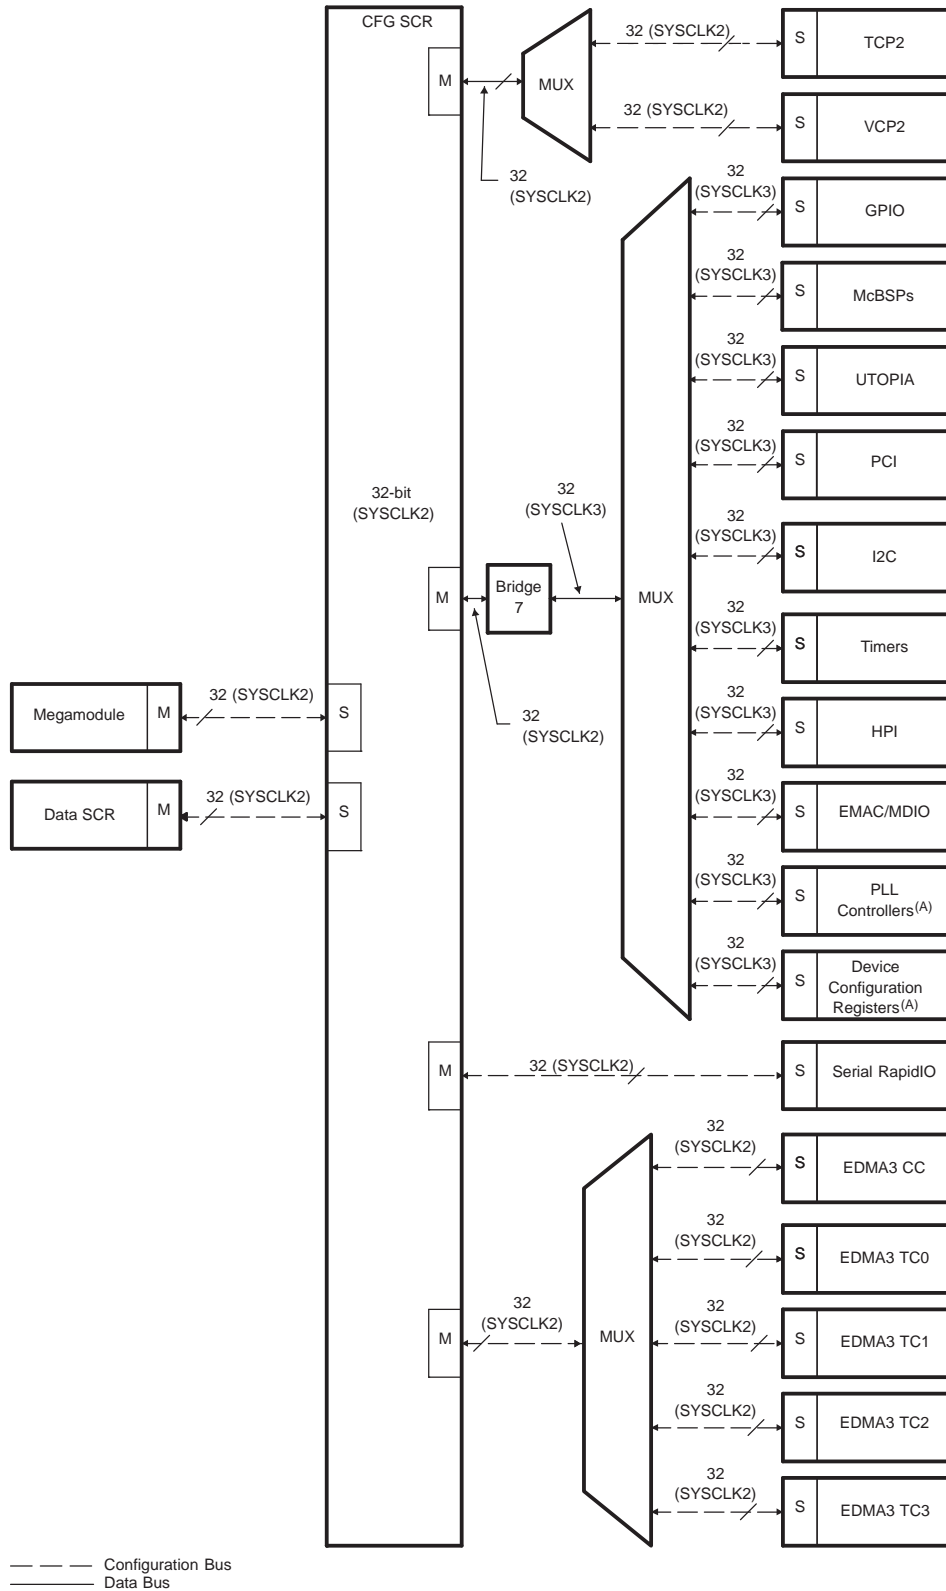 CFG SCR
M
32
(SYSCLK2)
MUX
32 (SYSCLK2)
S
TCP2
32 (SYSCLK2)
S
VCP2
32
(SYSCLK3)
S
GPIO
32
(SYSCLK3)
S
McBSPs
32
(SYSCLK3)
S
UTOPIA
32
(SYSCLK3)
S
PCI
32-bit
(SYSCLK2)
32
(SYSCLK3)
32
(SYSCLK3)
S
I2C
M
Bridge
7
MUX
32
(SYSCLK3)
S
Timers
Megamodule
M
32 (SYSCLK2)
S
32
(SYSCLK2)
32
(SYSCLK3)
S
HPI
Data SCR
M
32 (SYSCLK2)
S
32
(SYSCLK3)
S
EMAC/MDIO
32
(SYSCLK3)
S
PLL
Controllers(A)
32
(SYSCLK3)
S
Device
Configuration
Registers(A)
M
32 (SYSCLK2)
S
Serial RapidIO
32
(SYSCLK2)
S
EDMA3 CC
32
(SYSCLK2)
S
EDMA3 TC0
M
32
(SYSCLK2)
MUX
32
(SYSCLK2)
S
EDMA3 TC1
32
(SYSCLK2)
S
EDMA3 TC2
32
(SYSCLK2)
S
EDMA3 TC3
Configuration Bus
Data Bus